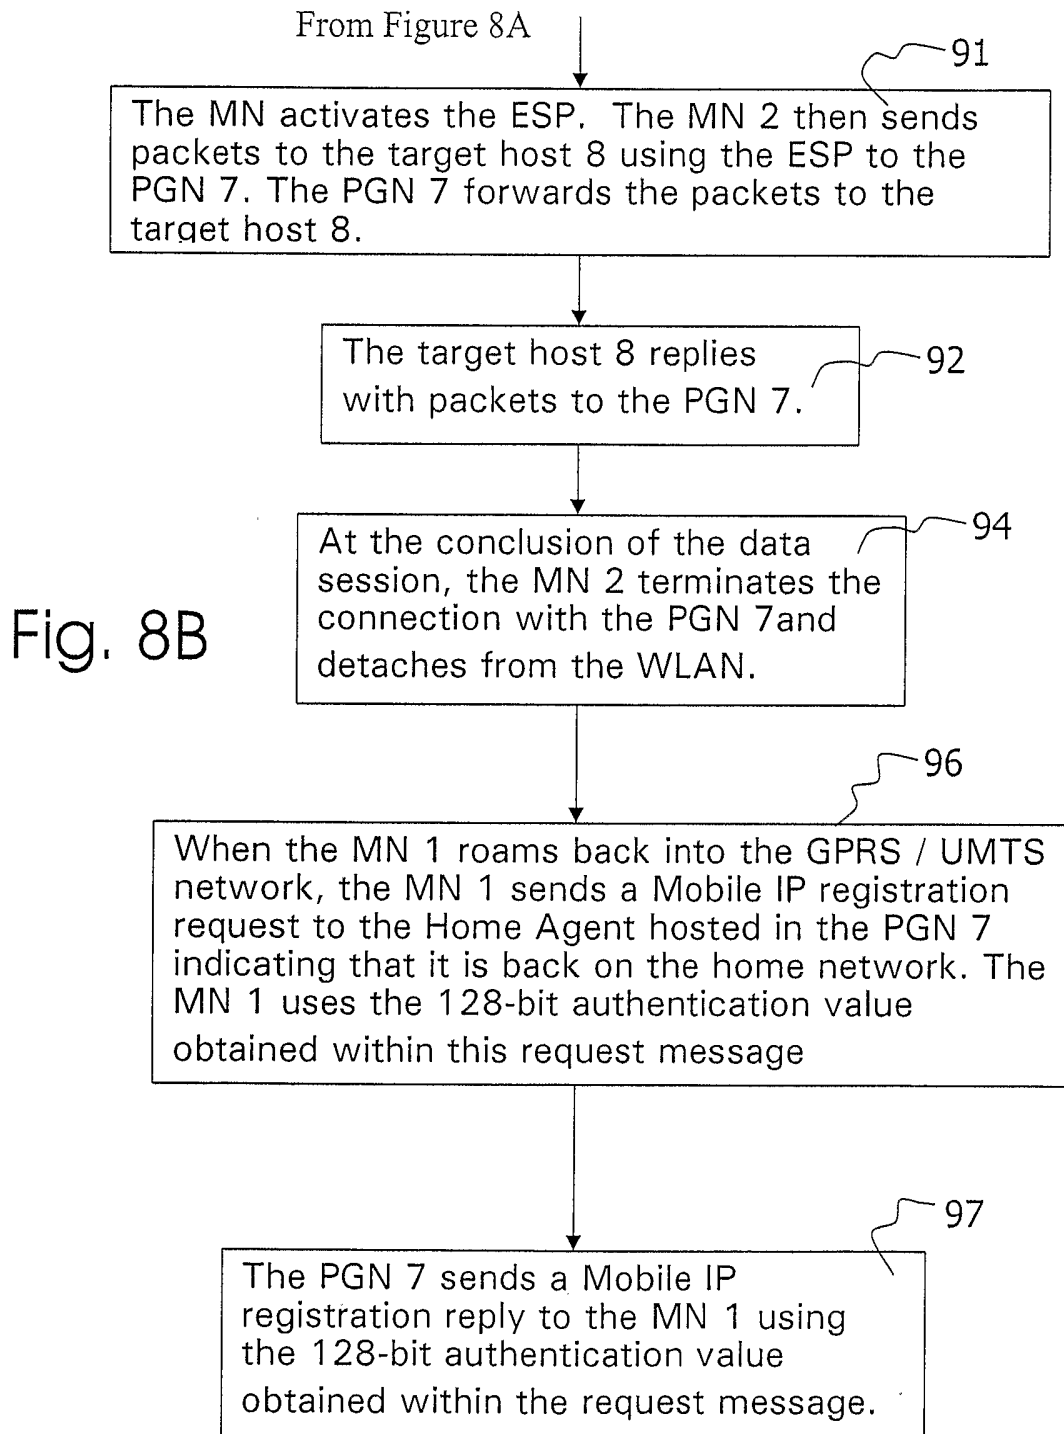 From Figure 8A
91
The MN activates the ESP. The MN 2 then sends
packets to the target host 8 using the ESP to the
PGN 7. The PGN 7 forwards the packets to the
target host 8.
The target host 8 replies
with packets to the PGN 7.
92
At the conclusion of the data
session, the MN 2 terminates the
connection with the PGN 7and
detaches from the WLAN.
94
Fig. 8B
96
When the MN 1 roams back into the GPRS / UMTS
network, the MN 1 sends a Mobile IP registration
request to the Home Agent hosted in the PGN 7
indicating that it is back on the home network. The
MN 1 uses the 128-bit authentication value
obtained within this request message
97
The PGN 7 sends a Mobile IP
registration reply to the MN 1 using
the 128-bit authentication value
obtained within the request message.